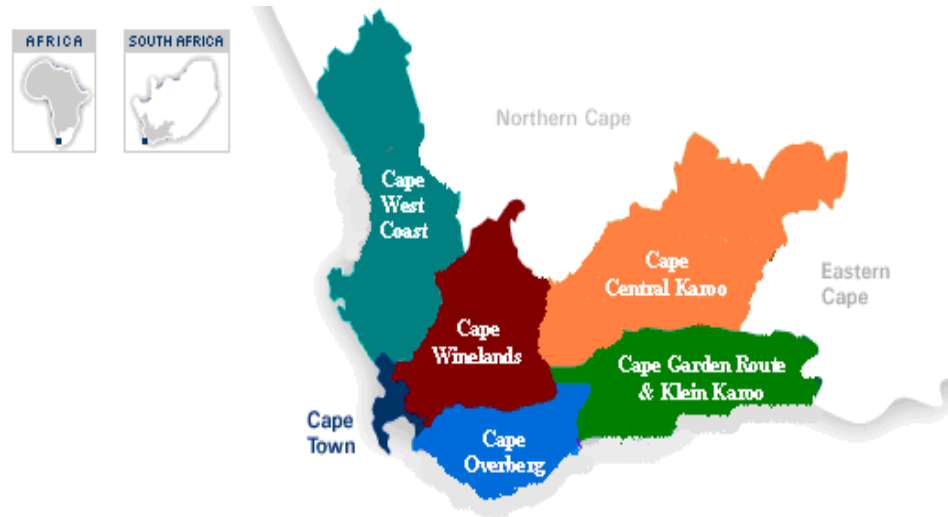 AFRICA
SOUTH AFRICA
Northern Cape
Cape
West
Coast
Cape
Central Karoo
Eastern
Cape
Cape
Winelands
Cape Garden Route
& Klein Karoo
Cape
Town
Cape
Overberg